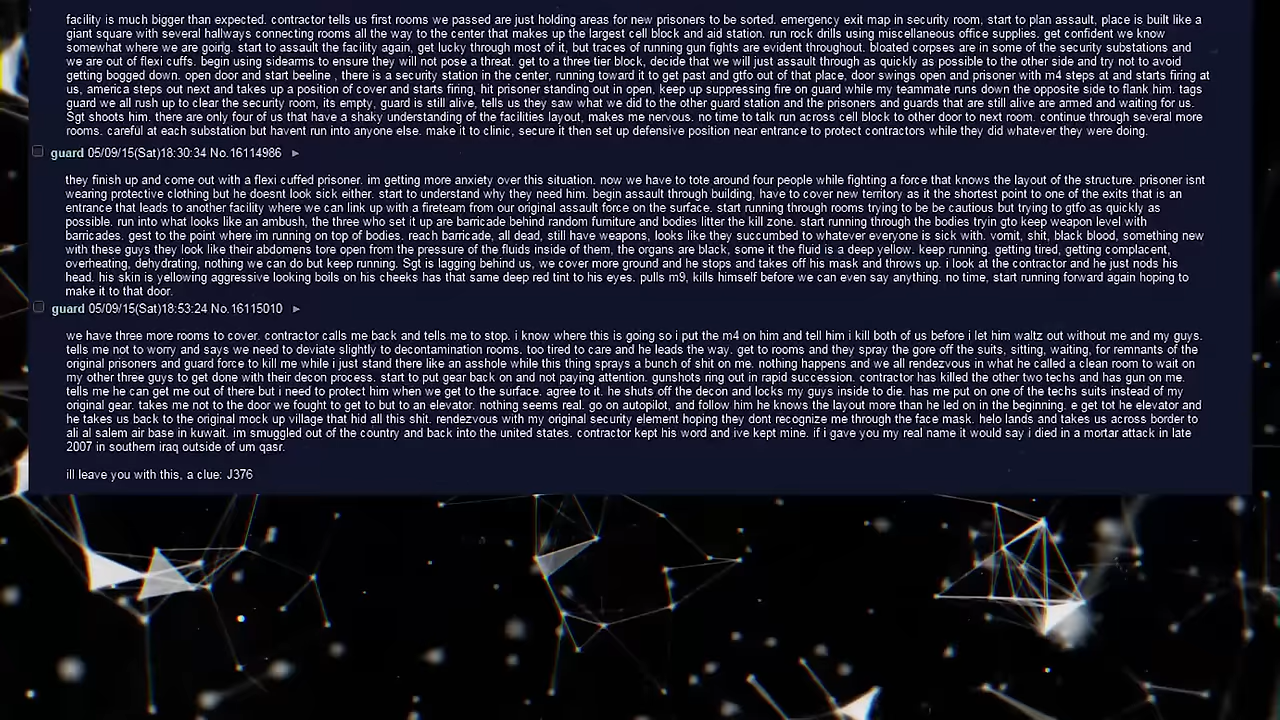 facility is much bigger than expected. contractor tells us first rooms we passed are just holding areas for new prisoners to be sorted. emergency exit map in security room, start to plan assault, place is built like a
giant square with several hallways connecting rooms all the way to the center that makes up the largest cell block and aid station. run rock drills using miscellaneous office supplies. get confident we know
somewhat where we are going. start to assault the facility again, get lucky through most of it, but traces of running gun fights are evident throughout. bloated corpses are in some of the security substations and
we are out of flexi cuffs. begin using sidearms to ensure they will not pose a threat. get to a three tier block, decide that we will just assault through as quickly as possible to the other side and try not to avoid
getting bogged down. open door and start beeline , there is a security station in the center, running toward it to get past and gtfo out of that place, door swings open and prisoner with m4 steps at and starts firing at
us, america steps out next and takes up a position of cover and starts firing, hit prisoner standing out in open, keep up suppressing fire on guard while my teammate runs down the opposite side to flank him. tags
guard we all rush up to clear the security room, its empty, guard is still alive, tells us they saw what we did to the other guard station and the prisoners and guards that are still alive are armed and waiting for us.
Sgt shoots him. there are only four of us that have a shaky understanding of the facilities layout, makes me nervous. no time to talk run across cell block to other door to next room. continue through several more
rooms. careful at each substation but havent run into anyone else. make it to clinic, secure it then set up defensive position near entrance to protect contractors while they did whatever they were doing.
guard 05/09/15(Sat)18:30:34 No.16114986 ►
they finish up and come out with a flexi cuffed prisoner. im getting more anxiety over this situation. now we have to tote around four people while fighting a force that knows the layout of the structure. prisoner isnt
wearing protective clothing but he doesnt look sick either. start to understand why they need him. begin assault through building, have to cover new territory as it the shortest point to one of the exits that is an
entrance that leads to another facility where we can link up with a fireteam from our original assault force on the surface. start running through rooms trying to be be cautious but trying to gtfo as quickly as
possible. run into what looks like an ambush, the three who set it up are barricade behind random furniture and bodies litter the kill zone. start running through the bodies tryin gto keep weapon level with
barricades. gest to the point where im running on top of bodies. reach barricade, all dead, still have weapons, looks like they succumbed to whatever everyone is sick with. vomit, shit, black blood, something new
with these guys they look like their abdomens tore open from the pressure of the fluids inside of them, the organs are black, some it the fluid is a deep yellow. keep running. getting tired, getting complacent,
overheating, dehydrating, nothing we can do but keep running. Sgt is lagging behind us, we cover more ground and he stops and takes off his mask and throws up. i look at the contractor and he just nods his
head. his skin is yellowing aggressive looking boils on his cheeks has that same deep red tint to his eyes. pulls m9, kills himself before we can even say anything. no time, start running forward again hoping to
make it to that door.
guard 05/09/15(Sat)18:53:24 No.16115010 ►
we have three more rooms to cover. contractor calls me back and tells me to stop. i know where this is going so i put the m4 on him and tell him i kill both of us before i let him waltz out without me and my guys.
tells me not to worry and says we need to deviate slightly to decontamination rooms. too tired to care and he leads the way. get to rooms and they spray the gore off the suits, sitting, waiting, for remnants of the
original prisoners and guard force to kill me while i just stand there like an asshole while this thing sprays a bunch of shit on me. nothing happens and we all rendezvous in what he called a clean room to wait on
my other three guys to get done with their decon process. start to put gear back on and not paying attention. gunshots ring out in rapid succession. contractor has killed the other two techs and has gun on me.
tells me he can get me out of there but i need to protect him when we get to the surface. agree to it. he shuts off the decon and locks my guys inside to die. has me put on one of the techs suits instead of my
original gear. takes me not to the door we fought to get to but to an elevator. nothing seems real. go on autopilot, and follow him he knows the layout more than he led on in the beginning. e get tot he elevator and
he takes us back to the original mock up village that hid all this shit. rendezvous with my original security element hoping they dont recognize me through the face mask. helo lands and takes us across border to
ali al salem air base in kuwait. im smuggled out of the country and back into the united states. contractor kept his word and ive kept mine. if i gave you my real name it would say i died in a mortar attack in late
2007 in southern iraq outside of um qasr.
ill leave you with this, a clue: J376